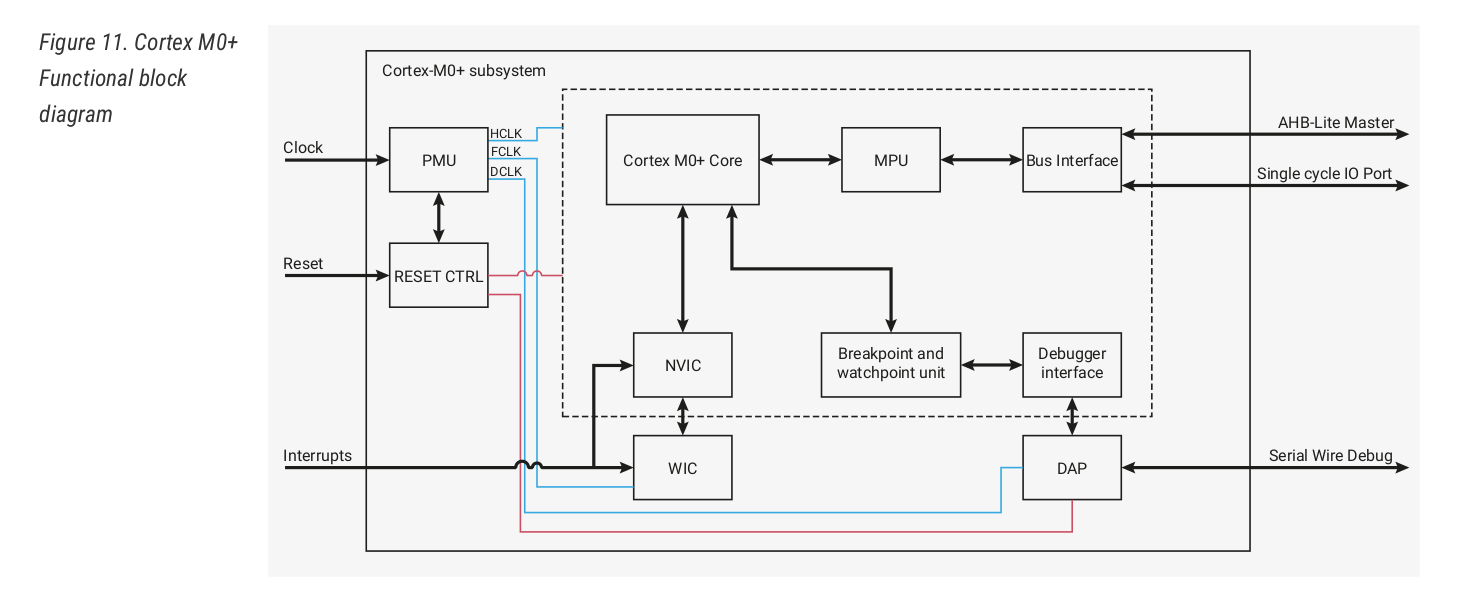 Figure 11. Cortex M0+
Functional block
diagram
Cortex-M0+ subsystem
Clock
PMU
HCLK
FCLK
DCLK
Cortex M0+ Core
MPU
Bus Interface
AHB-Lite Master
Single cycle IO Port
Reset
RESET CTRL
NVIC
Breakpoint and
watchpoint unit
Debugger
interface
Interrupts
WIC
DAP
Serial Wire Debug